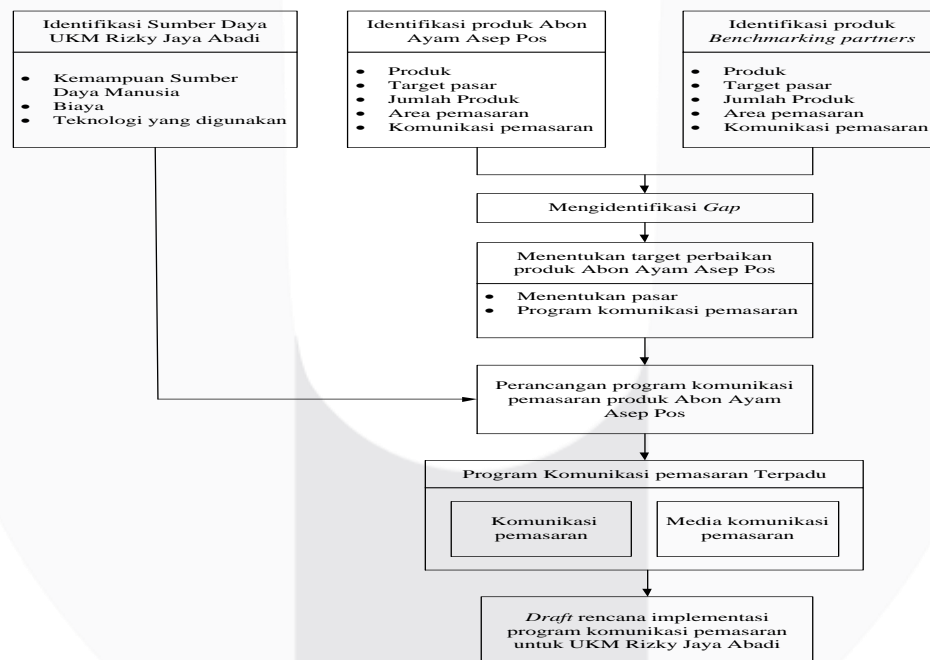 Identifikasi Sumber Daya
UKM Rizky Jaya Abadi
• Kemampuan Sumber
Daya Manusia
• Biaya
• Teknologi yang digunakan
Identifikasi produk Abon
Ayam Asep Pos
• Produk
• Target pasar
• Jumlah Produk
• Area pemasaran
• Komunikasi pemasaran
Identifikasi produk
Benchmarking partners
• Produk
• Target pasar
• Jumlah Produk
• Area pemasaran
• Komunikasi pemasaran
Mengidentifikasi Gap
Menentukan target perbaikan
produk Abon Ayam Asep Pos
• Menentukan pasar
• Program komunikasi pemasaran
Perancangan program komunikasi
pemasaran produk Abon Ayam
Asep Pos
Program Komunikasi pemasaran Terpadu
Komunikasi
pemasaran
Media komunikasi
pemasaran
Draft rencana implementasi
program komunikasi pemasaran
untuk UKM Rizky Jaya Abadi